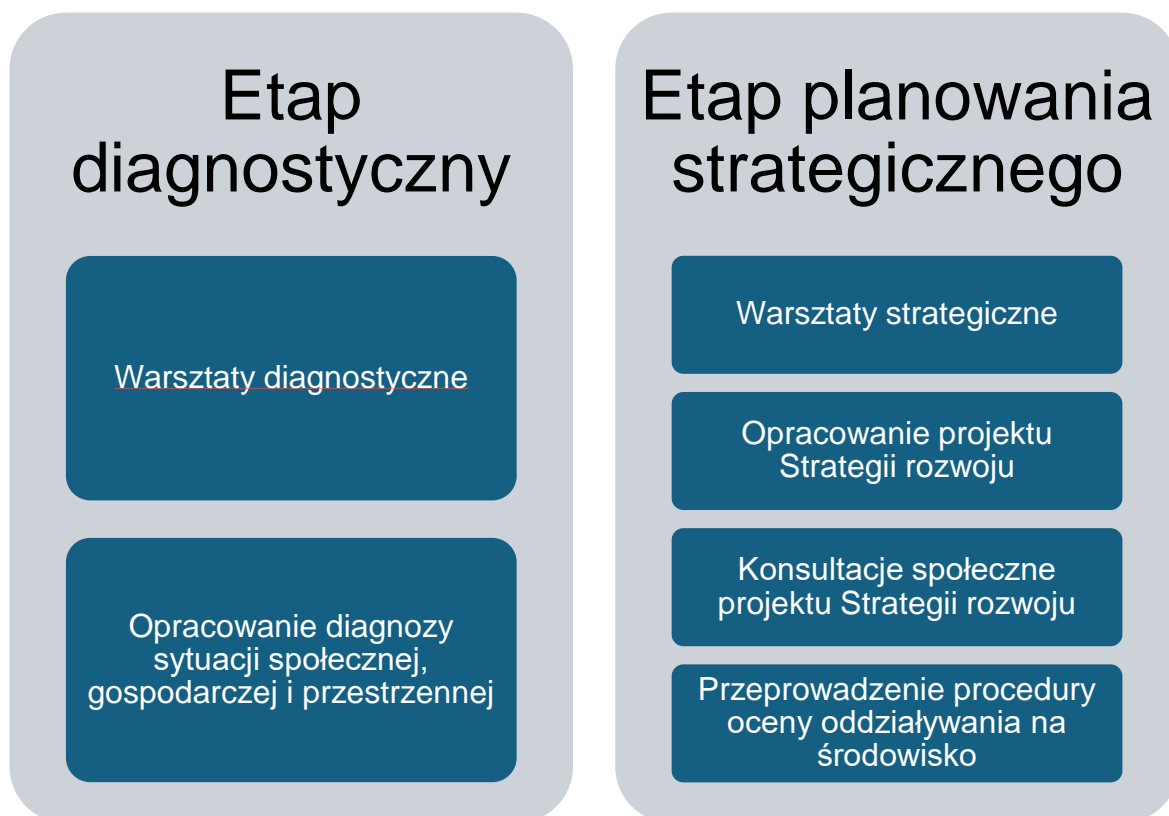 Etap
diagnostyczny
Warsztaty diagnostyczne
Opracowanie diagnozy
sytuacji społecznej,
gospodarczej i przestrzennej
Etap planowania
strategicznego
Warsztaty strategiczne
Opracowanie projektu
Strategii rozwoju
Konsultacje społeczne
projektu Strategii rozwoju
Przeprowadzenie procedury
oceny oddziaływania na
środowisko